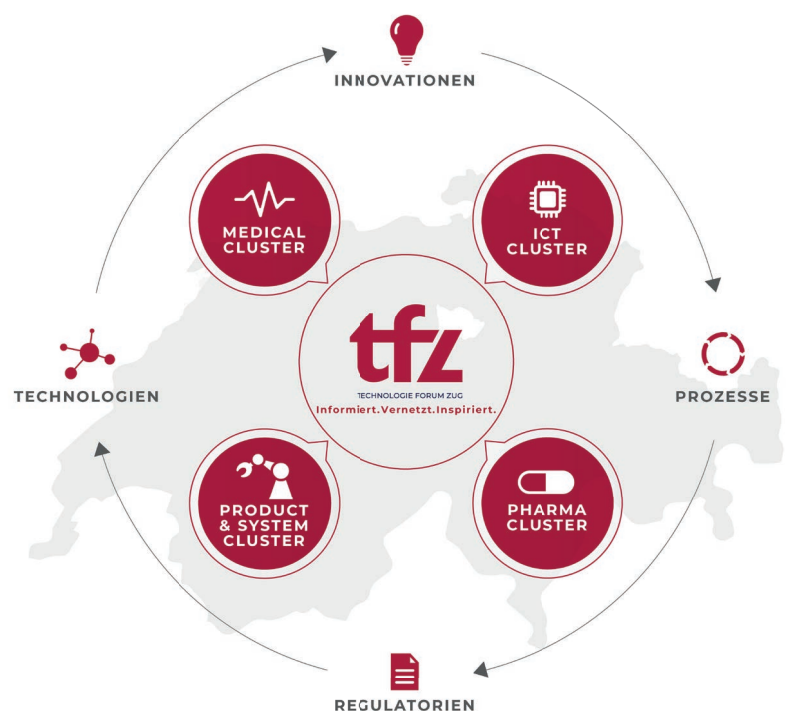 INNOVATIONEN
MEDICAL
CLUSTER
ICT
CLUSTER
tfz
TECHNOLOGIE FORUM ZUG
Informiert.Vernetzt.Inspiriert.
TECHNOLOGIEN
PROZESSE
PRODUCT
& SYSTEM
CLUSTER
PHARMA
CLUSTER
REGULATORIEN